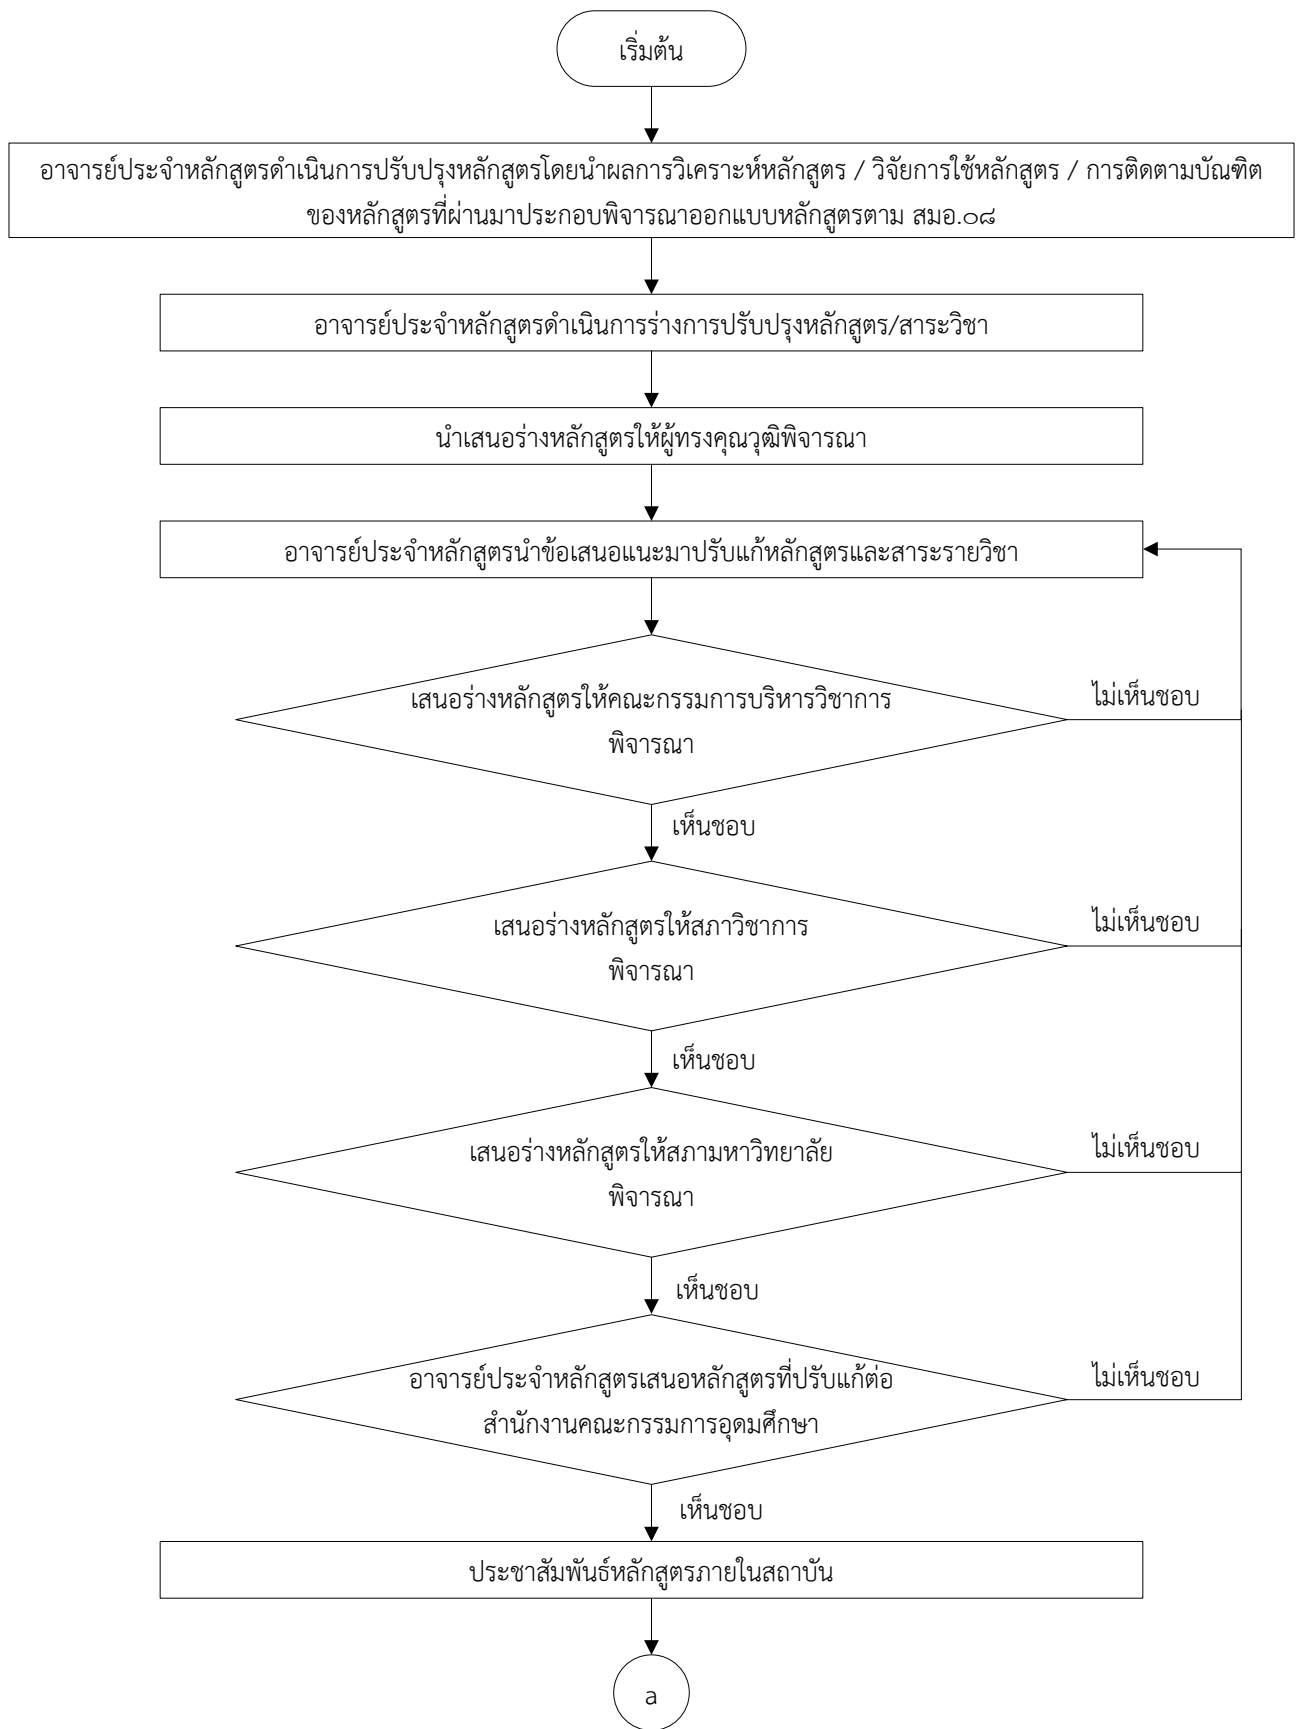 เริ่มต้น
อาจารย์ประจำหลักสูตรดำเนินการปรับปรุงหลักสูตรโดยนำผลการวิเคราะห์หลักสูตร / วิจัยการใช้หลักสูตร / การติดตามบัณฑิต
ของหลักสูตรที่ผ่านมาประกอบพิจารณาออกแบบหลักสูตรตาม สมอ.๐๘
อาจารย์ประจำหลักสูตรดำเนินการร่างการปรับปรุงหลักสูตร/สาระวิชา
นำเสนอร่างหลักสูตรให้ผู้ทรงคุณวุฒิพิจารณา
อาจารย์ประจำหลักสูตรนำข้อเสนอแนะมาปรับแก้หลักสูตรและสาระรายวิชา
เสนอร่างหลักสูตรให้คณะกรรมการบริหารวิชาการ
พิจารณา
ไม่เห็นชอบ
เห็นชอบ
เสนอร่างหลักสูตรให้สภาวิชาการ
พิจารณา
ไม่เห็นชอบ
เห็นชอบ
เสนอร่างหลักสูตรให้สภามหาวิทยาลัย
พิจารณา
ไม่เห็นชอบ
เห็นชอบ
อาจารย์ประจำหลักสูตรเสนอหลักสูตรที่ปรับแก้ต่อ
สำนักงานคณะกรรมการอุดมศึกษา
ไม่เห็นชอบ
เห็นชอบ
ประชาสัมพันธ์หลักสูตรภายในสถาบัน
a